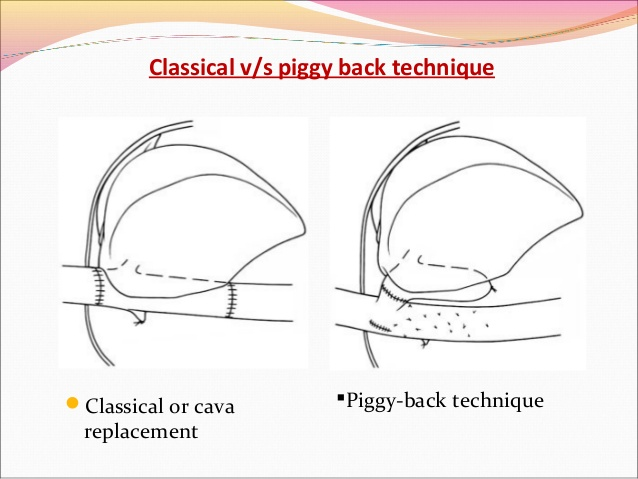 Classical v/s piggy back technique
Classical or cava
replacement
▪Piggy-back technique